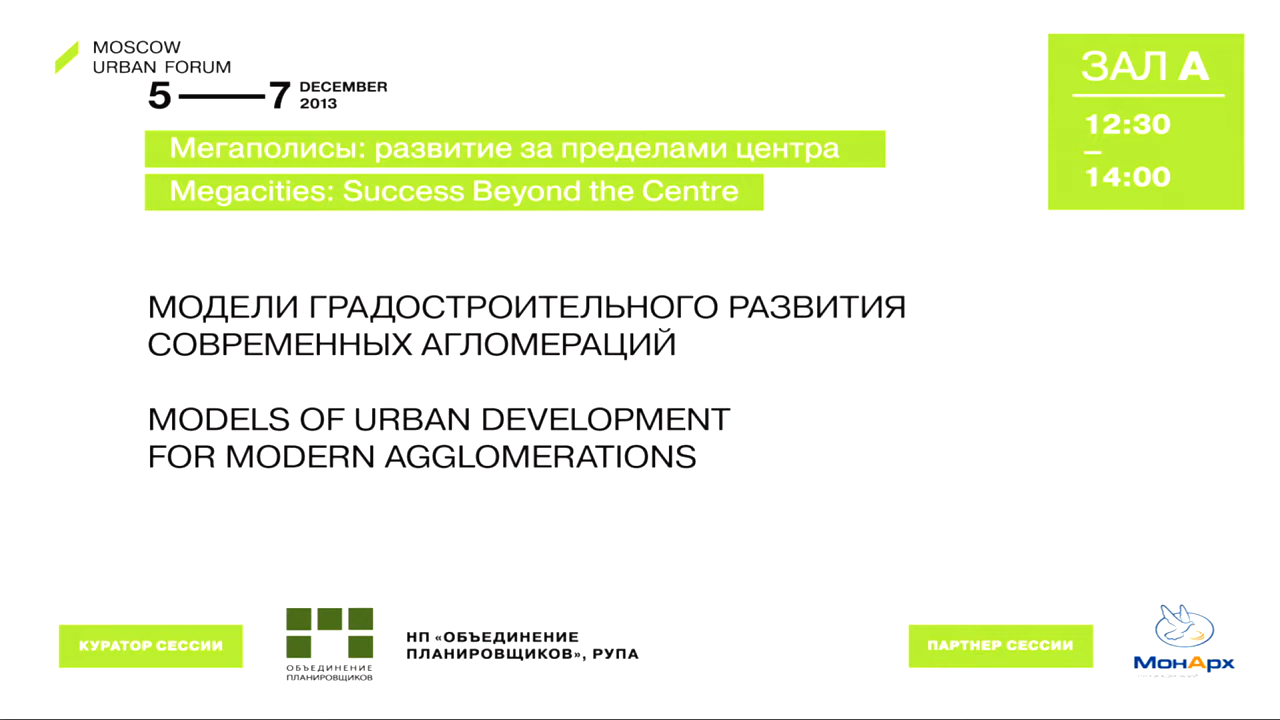 MOSCOW
URBAN FORUM
5—7 DECEMBER
2013
Мегаполисы: развитие за пределами центра
Megacities: Success Beyond the Centre
ЗАЛ А
12:30
–
14:00
МОДЕЛИ ГРАДОСТРОИТЕЛЬНОГО РАЗВИТИЯ
СОВРЕМЕННЫХ АГЛОМЕРАЦИЙ
MODELS OF URBAN DEVELOPMENT
FOR MODERN AGGLOMERATIONS
КУРАТОР СЕССИИ
ОБЪЕДИНЕНИЕ
ПЛАНИРОВЩИКОВ
НП «ОБЪЕДИНЕНИЕ
ПЛАНИРОВЩИКОВ», РУПА
ПАРТНЕР СЕССИИ
МонАрх